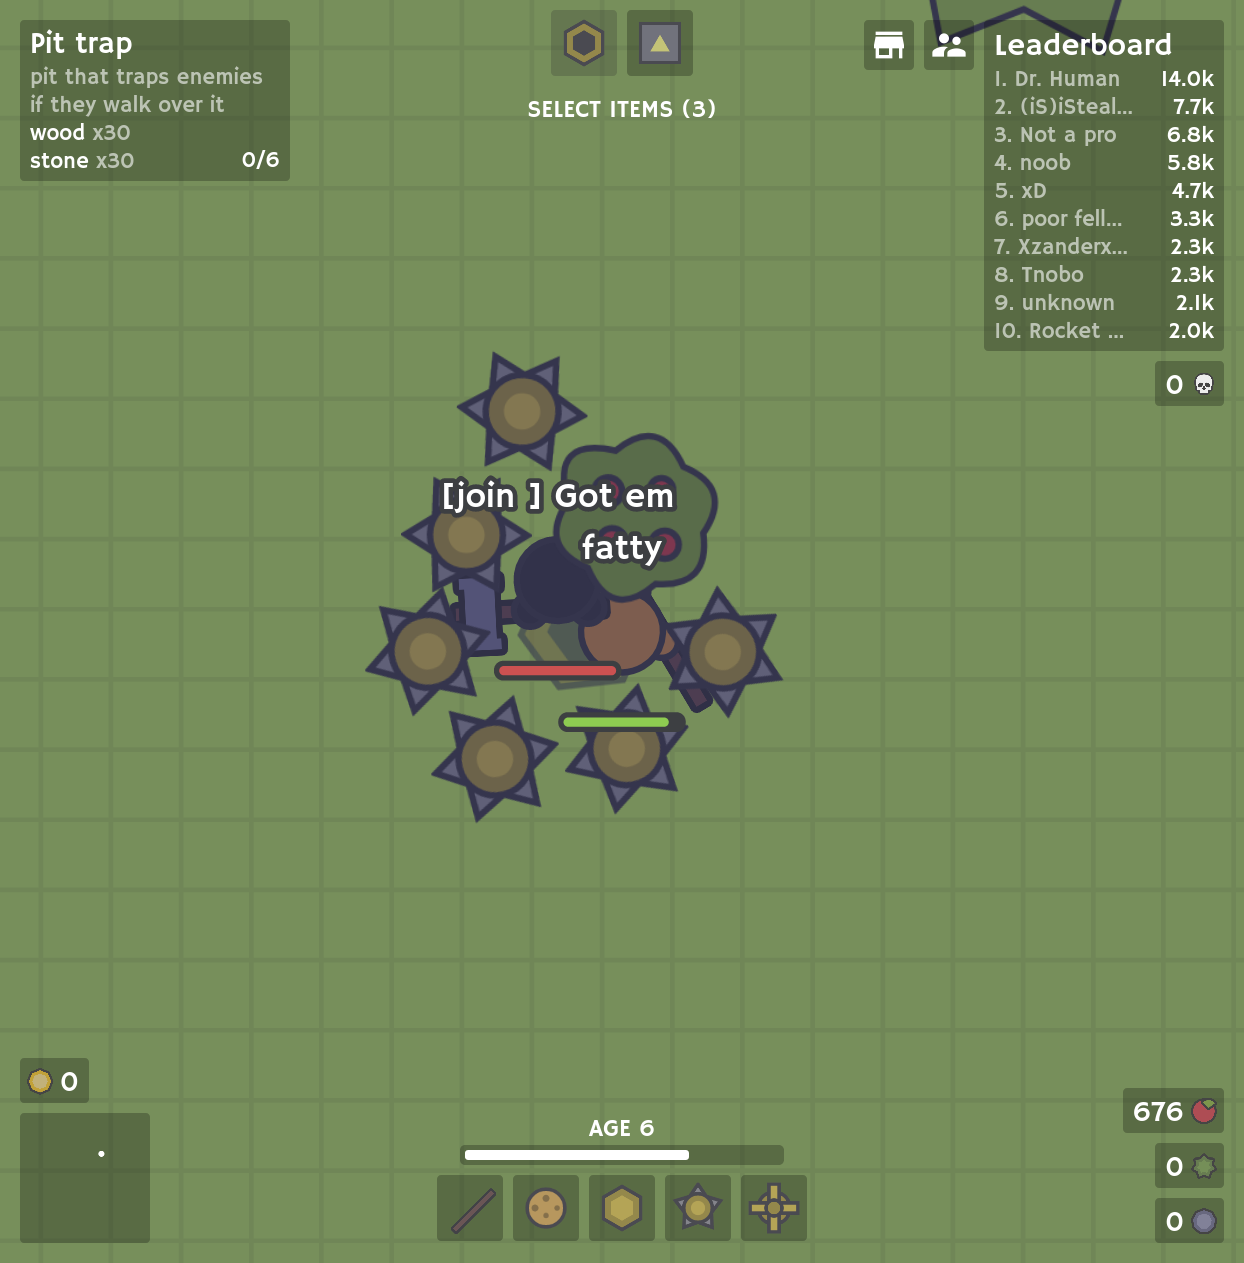 Pit trap
pit that traps enemies
if they walk over it
wood x30
stone x30 0/6
SELECT ITEMS (3)
Leaderboard
1. Dr. Human 14.0k
2. (iS)iSteal... 7.7k
3. Not a pro 6.8k
4. noob 5.8k
5. xD 4.7k
6. poor fell... 3.3k
7. Xzanderx... 2.3k
8. Tnobo 2.3k
9. unknown 2.1k
10. Rocket ... 2.0k
0
[join ] Got em
fatty
0
AGE 6
676
0
0